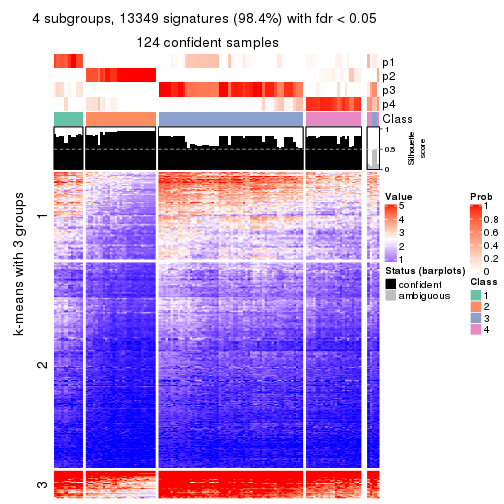 4 subgroups, 13349 signatures (98.4%) with fdr < 0.05
124 confident samples
p1
p2
p3
p4
Class
1
0.5
0
Silhouette
score
k-means with 3 groups
1
2
3
Value
5
4
3
2
1
Status (barplots)
confident
ambiguous
Prob
1
0.8
0.6
0.4
0.2
0
Class
1
2
3
4